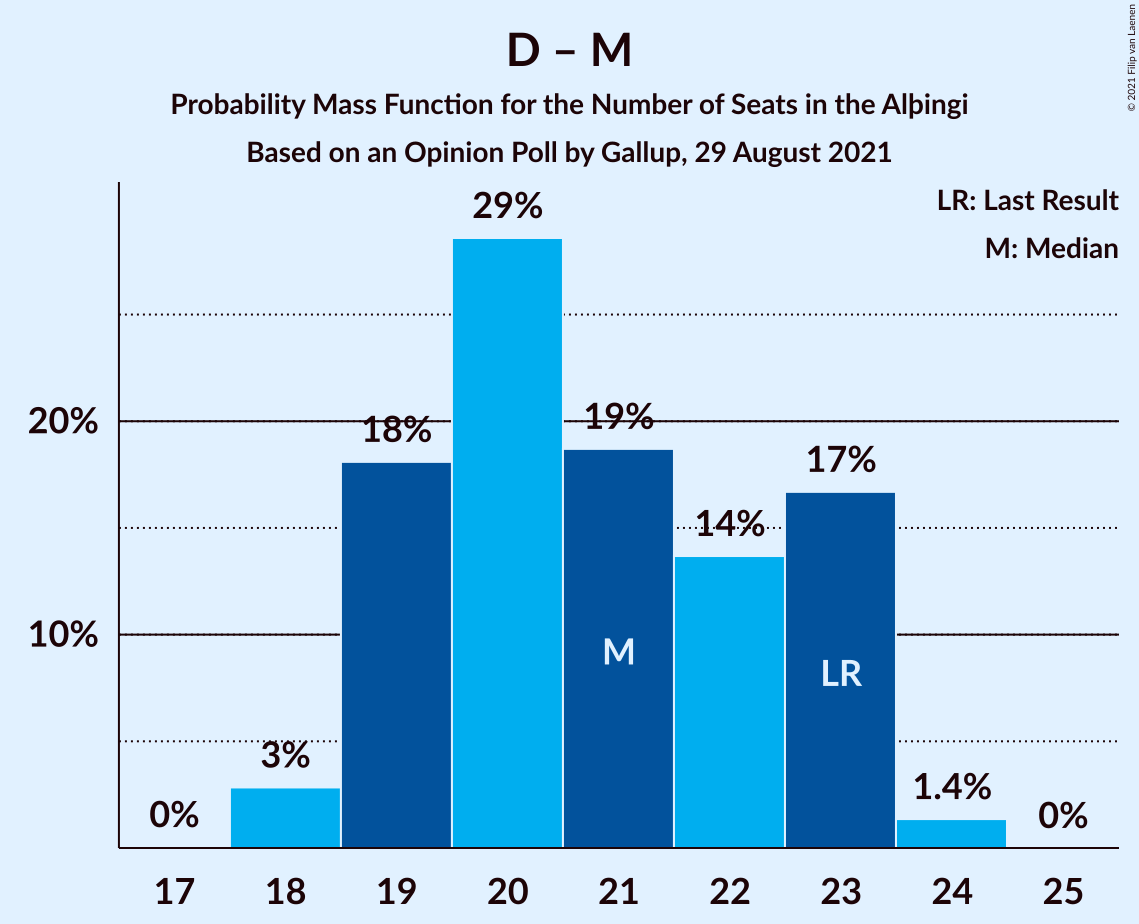 D – M
Probability Mass Function for the Number of Seats in the Alþingi
Based on an Opinion Poll by Gallup, 29 August 2021
© 2021 Filip van Laenen
LR: Last Result
M: Median
29%
20%
18%
19%
17%
14%
10%
M
LR
3%
1.4%
0%
0%
17 18 19 20 21 22 23 24 25